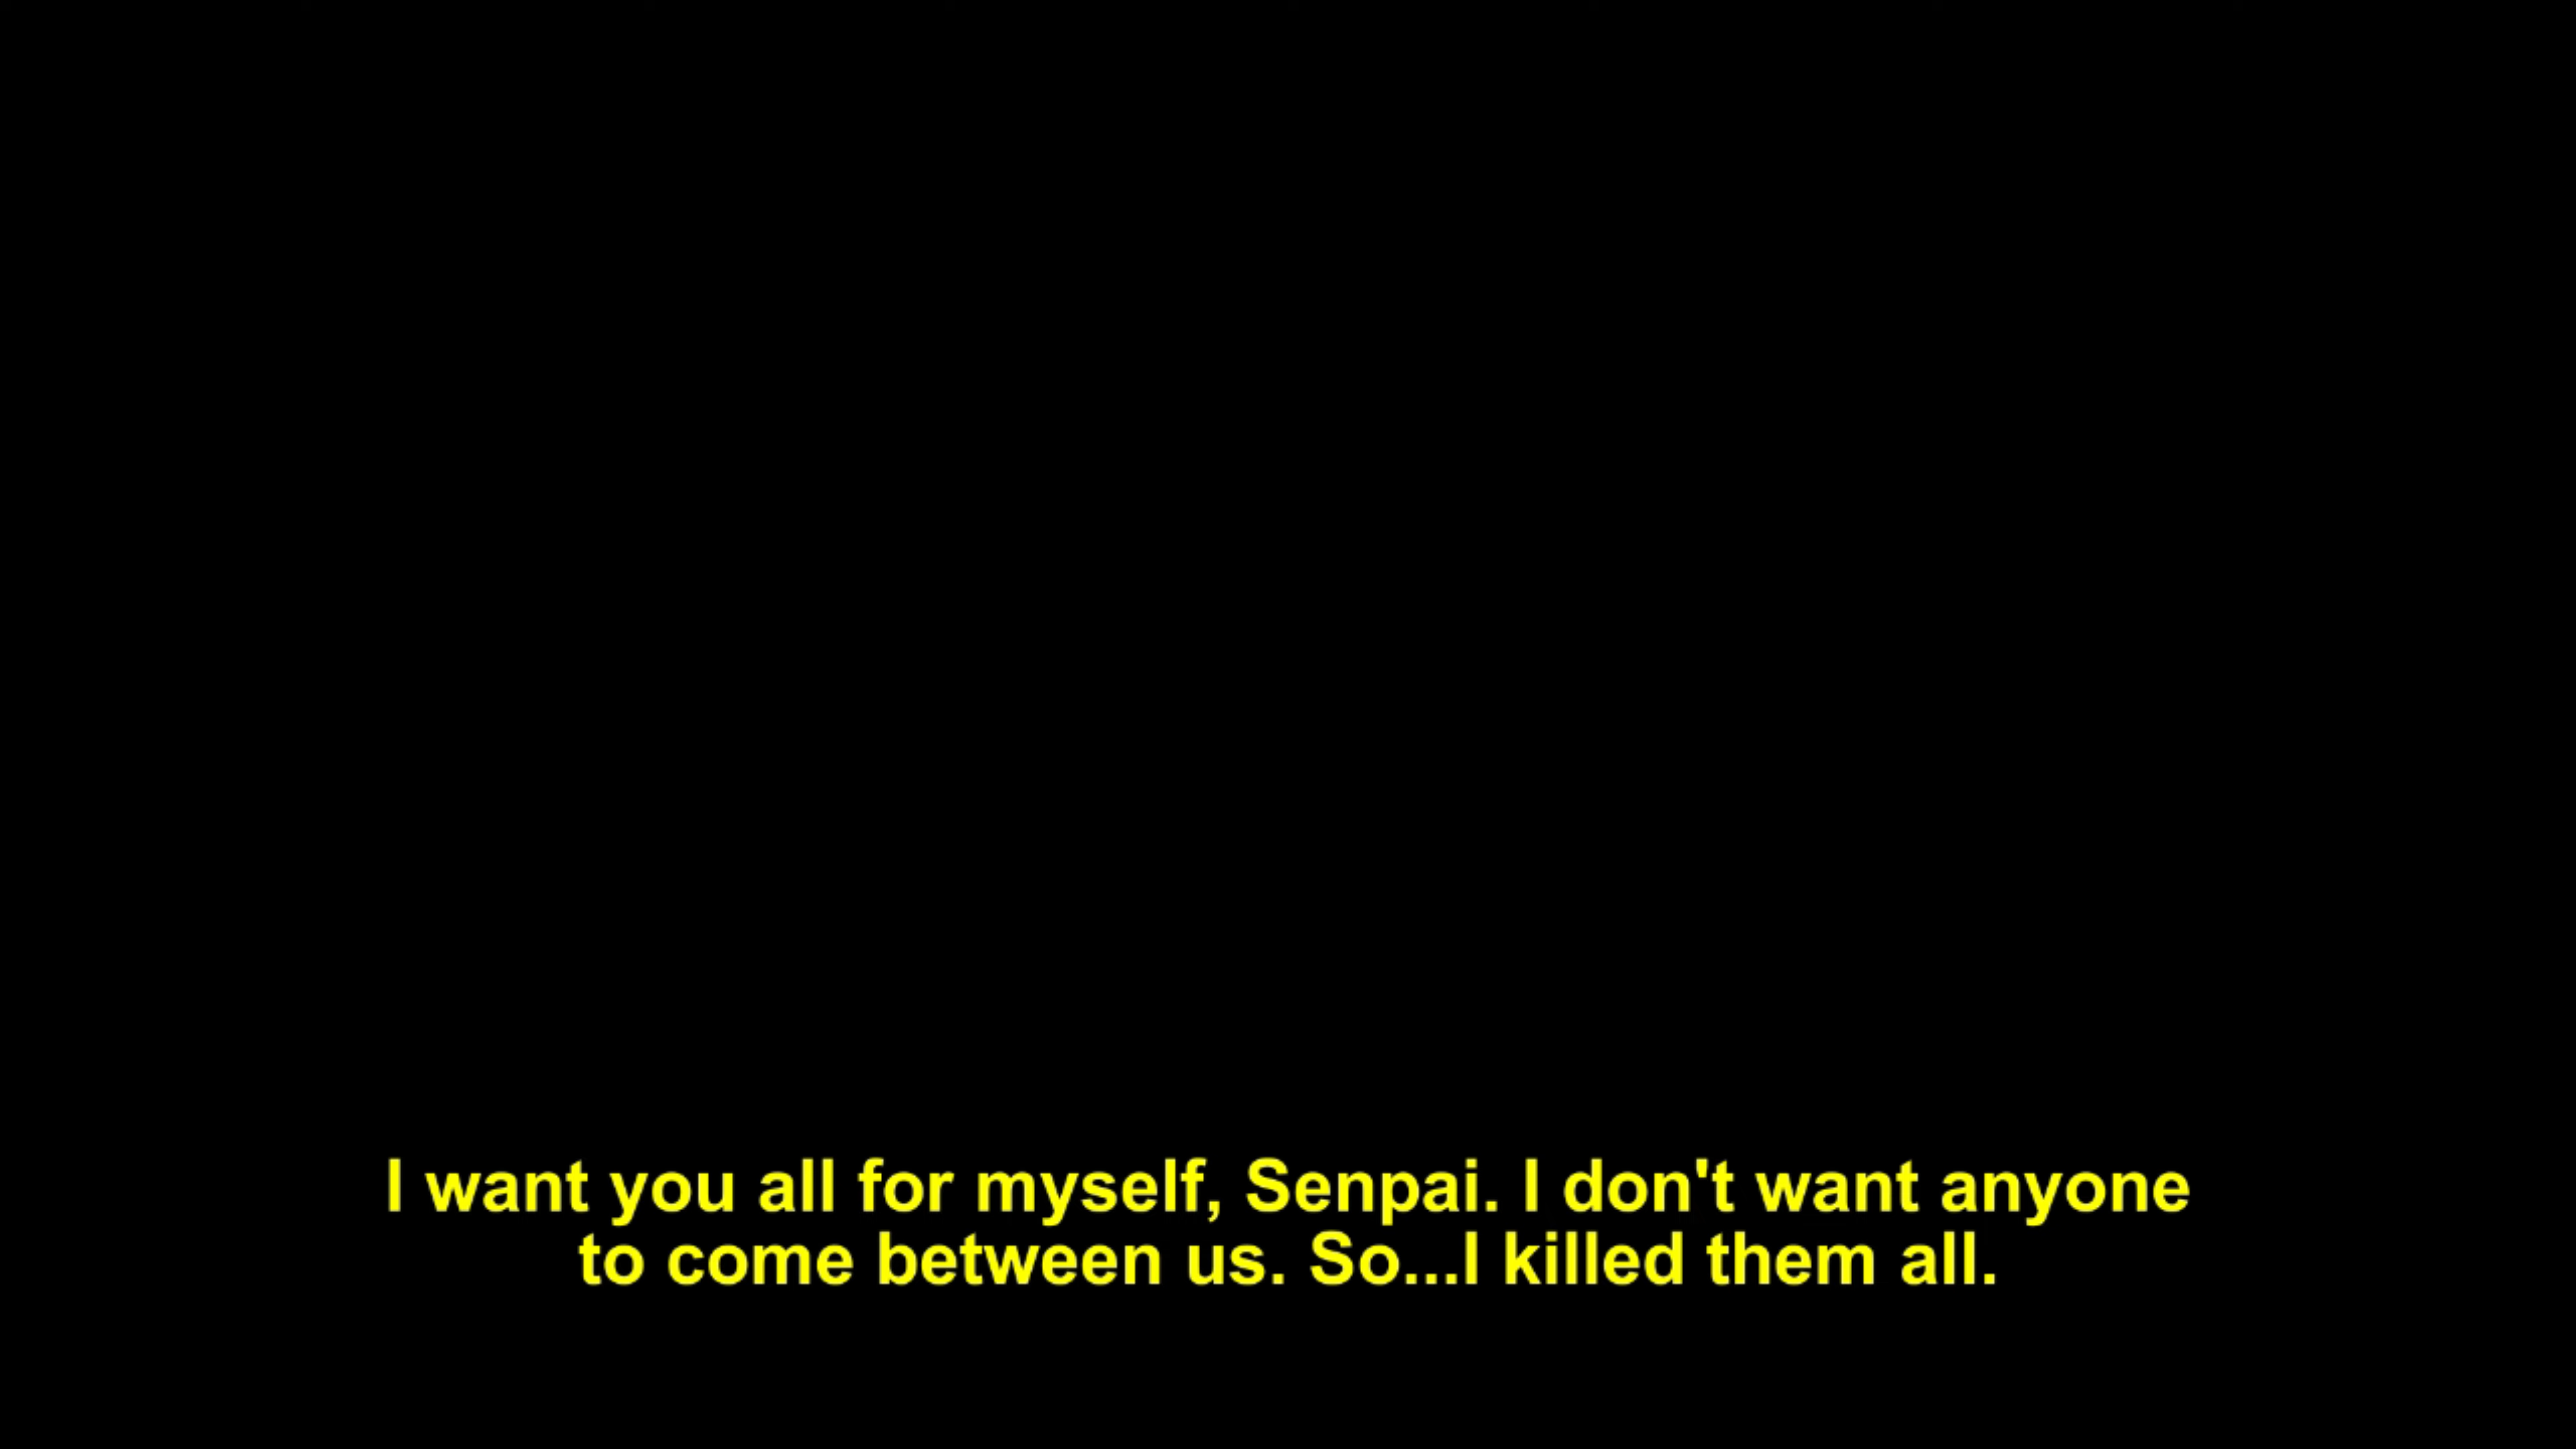 I want you all for myself, Senpai. I don't want anyone
to come between us. So...I killed them all.